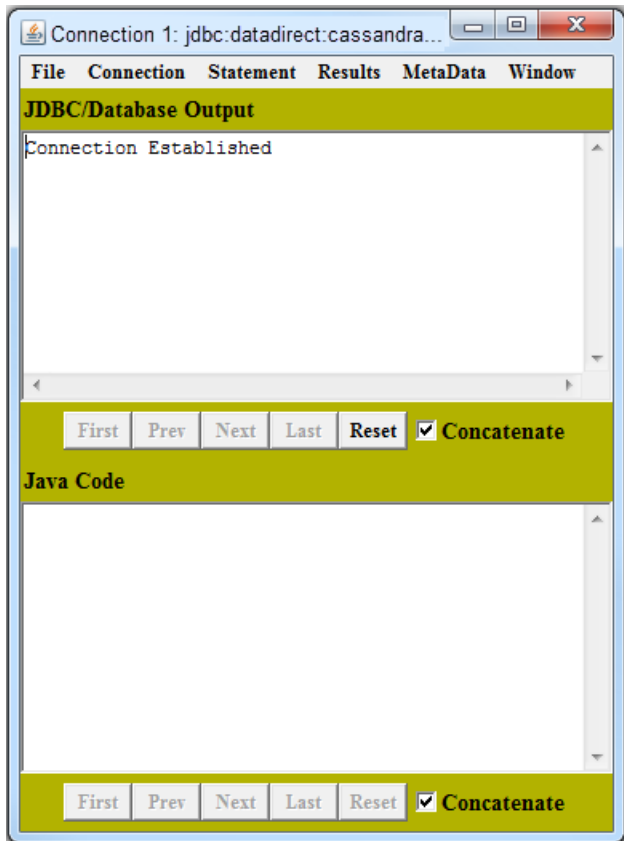 Connection 1: jdbc:datadirect:cassandra...
File Connection Statement Results MetaData Window
JDBC/Database Output
Connection Established
First Prev Next Last Reset Concatenate
Java Code
First Prev Next Last Reset Concatenate